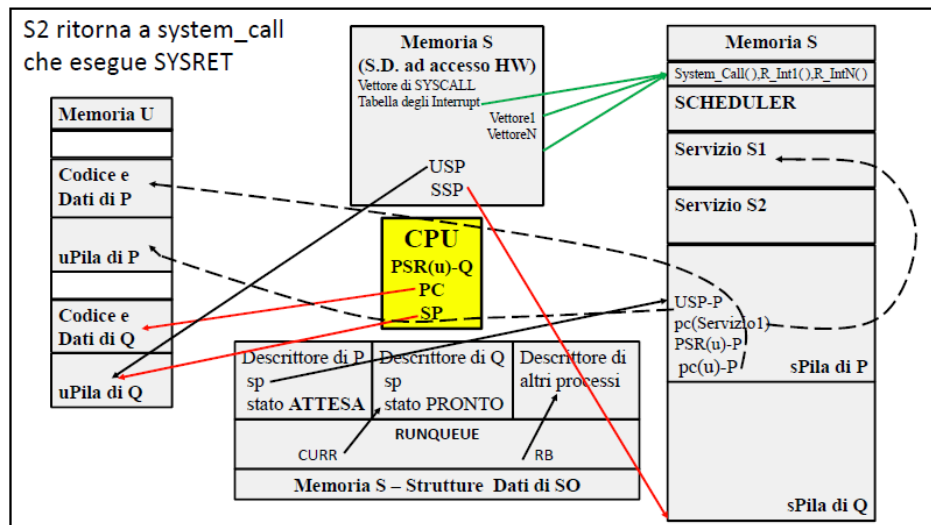 S2 ritorna a system_call
che esegue SYSRET
Memoria U
Codice e
Dati di P
uPila di P
Codice e
Dati di Q
uPila di Q
Memoria S
(S.D. ad accesso HW)
Vettore di SYSCALL
Tabella degli Interrupt
Vettore1
VettoreN
USP
SSP
CPU
PSR(u)-Q
PC
SP
Descrittore di P
sp
stato ATTESA
Descrittore di Q
sp
stato PRONTO
Descrittore di
altri processi
RUNQUEUE
CURR
RB
Memoria S – Strutture Dati di SO
Memoria S
System_Call(),R_Int1(),R_IntN()
SCHEDULER
Servizio S1
Servizio S2
USP-P
pc(Servizio1)
PSR(u)-P
pc(u)-P
sPila di P
sPila di Q